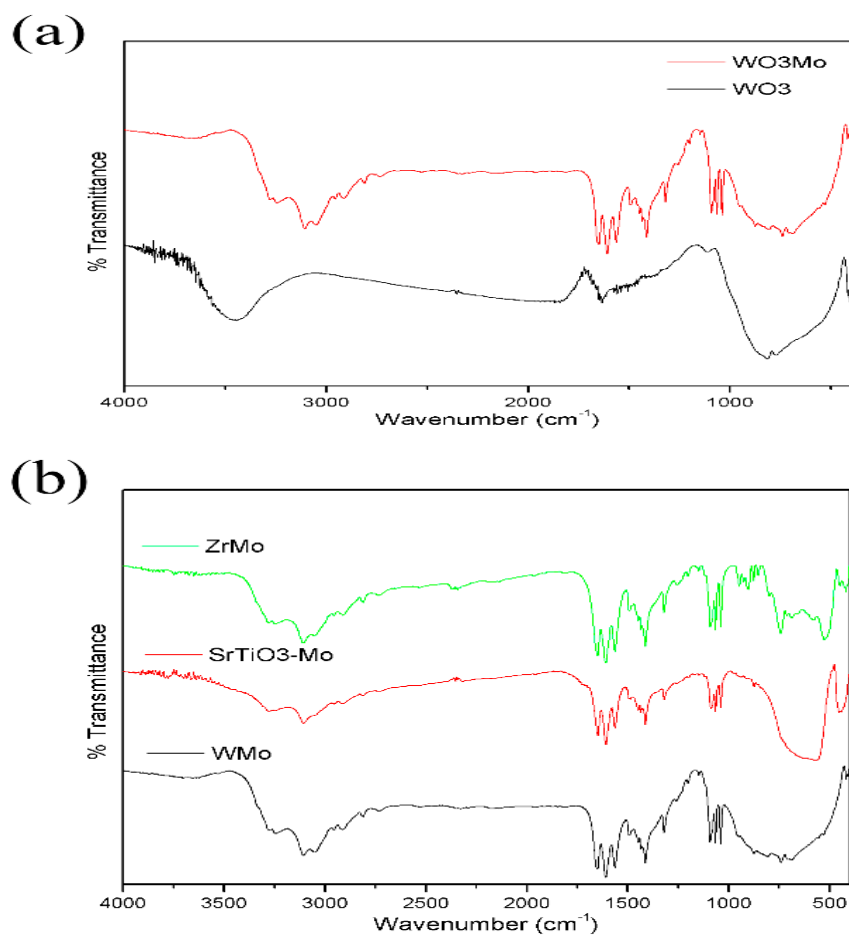 (a)
WO3Mo
WO3
% Transmittance
4000 3000 2000 1000
Wavenumber (cm-1)
(b)
ZrMo
SrTiO3-Mo
WMo
% Transmittance
4000 3500 3000 2500 2000 1500 1000 500
Wavenumber (cm-1)